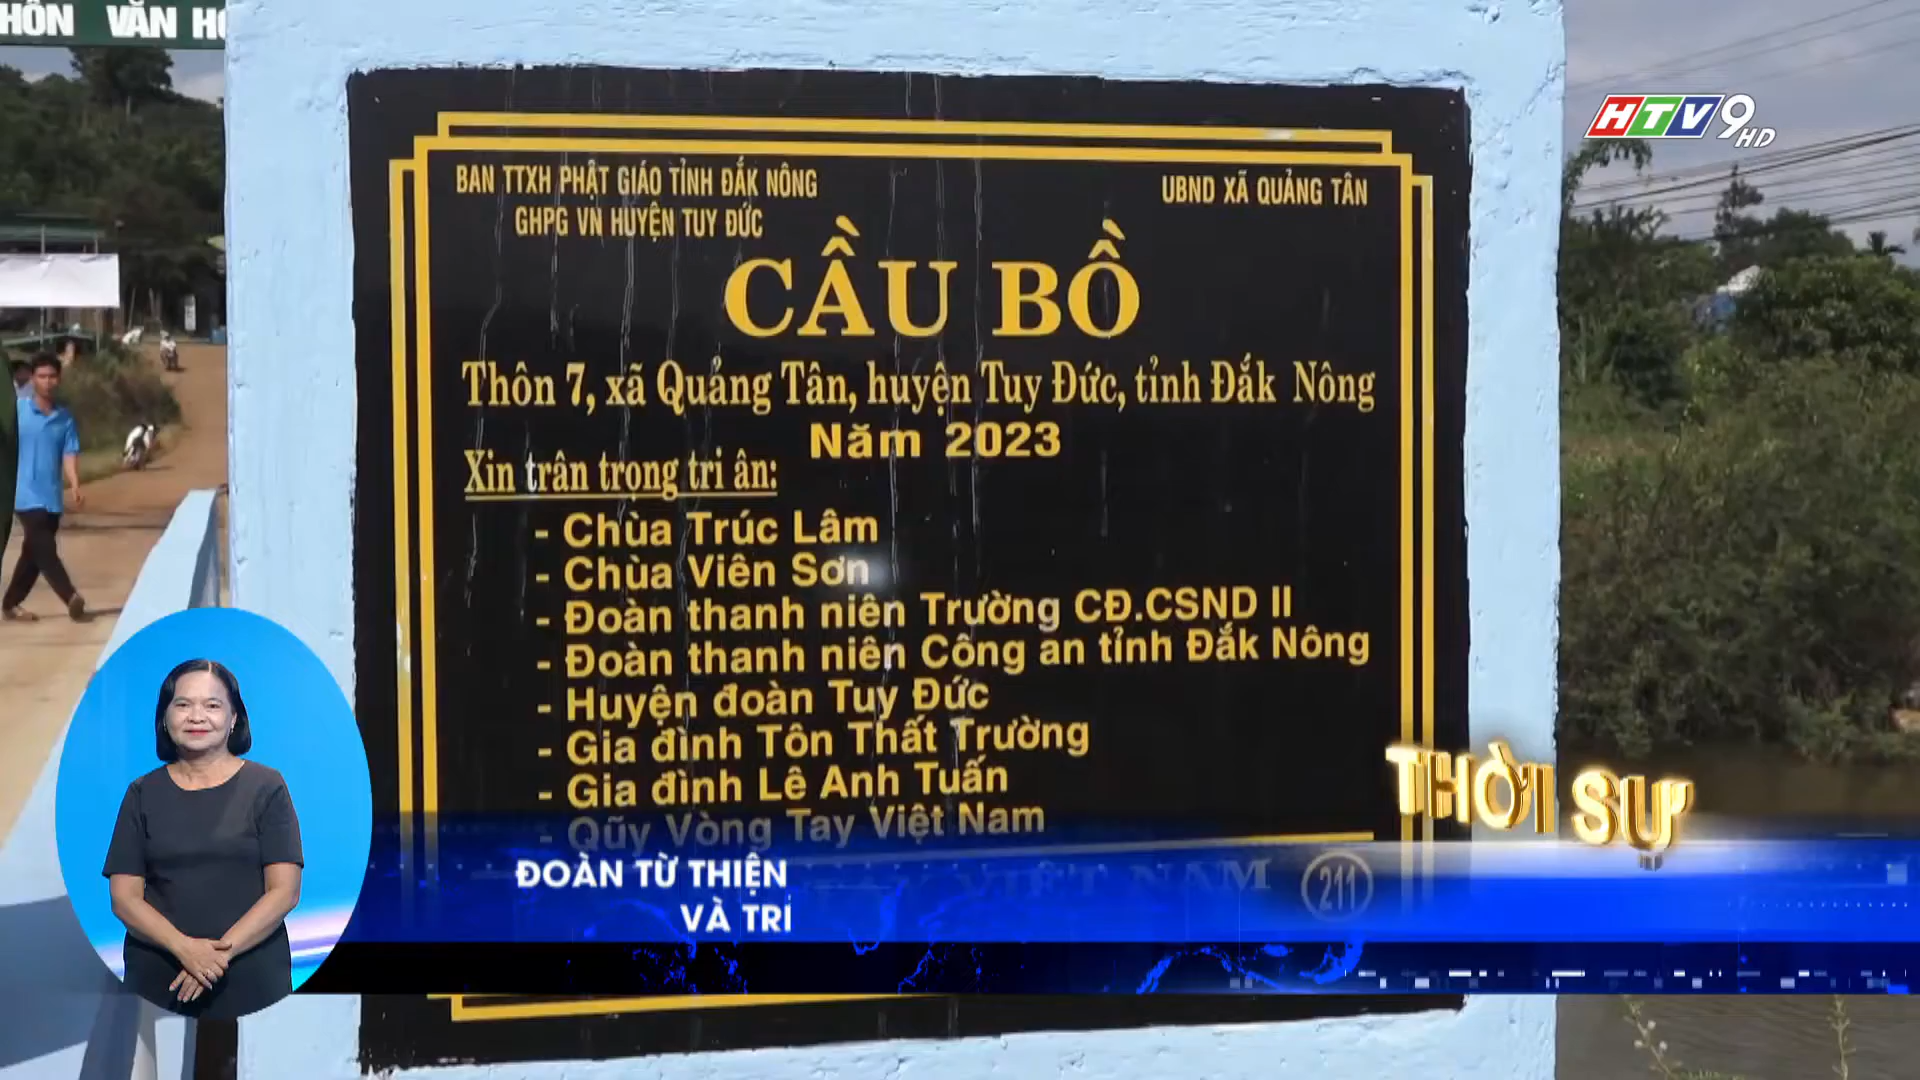 HÔN VĂN
HTV9 HD
BAN TTXH PHẬT GIÁO TỈNH ĐẮK NÔNG
GHPG VN HUYỆN TUY ĐỨC
UBND XÃ QUẢNG TÂN
CẦU BỒ
Thôn 7, xã Quảng Tân, huyện Tuy Đức, tỉnh Đắk Nông
Năm 2023
Xin trân trọng tri ân:
- Chùa Trúc Lâm
- Chùa Viên Sơn
- Đoàn thanh niên Trường CĐ.CSND II
- Đoàn thanh niên Công an tỉnh Đắk Nông
- Huyện đoàn Tuy Đức
- Gia đình Tôn Thất Trường
- Gia đình Lê Anh Tuấn
- Qũy Vòng Tay Việt Nam
VIỆT NAM
211
THỜI SỰ
ĐOÀN TỪ THIỆN
VÀ TRI